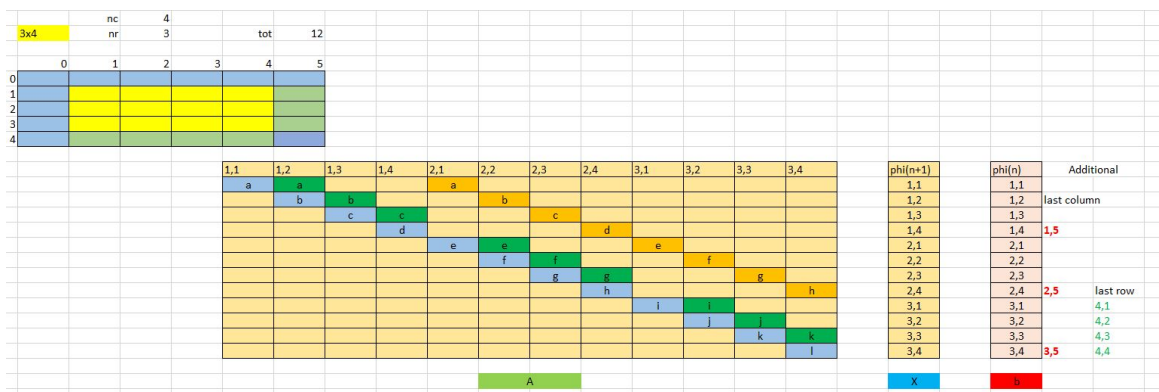 nc 4
3x4 nr 3 tot 12
0 1 2 3 4 5
0
1
2
3
4
1,1 1,2 1,3 1,4 2,1 2,2 2,3 2,4 3,1 3,2 3,3 3,4 phi(n+1) phi(n) Additional
a a a 1,1 1,1
b b b 1,2 1,2 last column
c c c 1,3 1,3
d d 1,4 1,4 1,5
e e e 2,1 2,1
f f f 2,2 2,2
g g g 2,3 2,3
h h 2,4 2,4 2,5 last row
i i 3,1 3,1 4,1
j j 3,2 3,2 4,2
k k 3,3 3,3 4,3
l 3,4 3,4 3,5 4,4
A X b